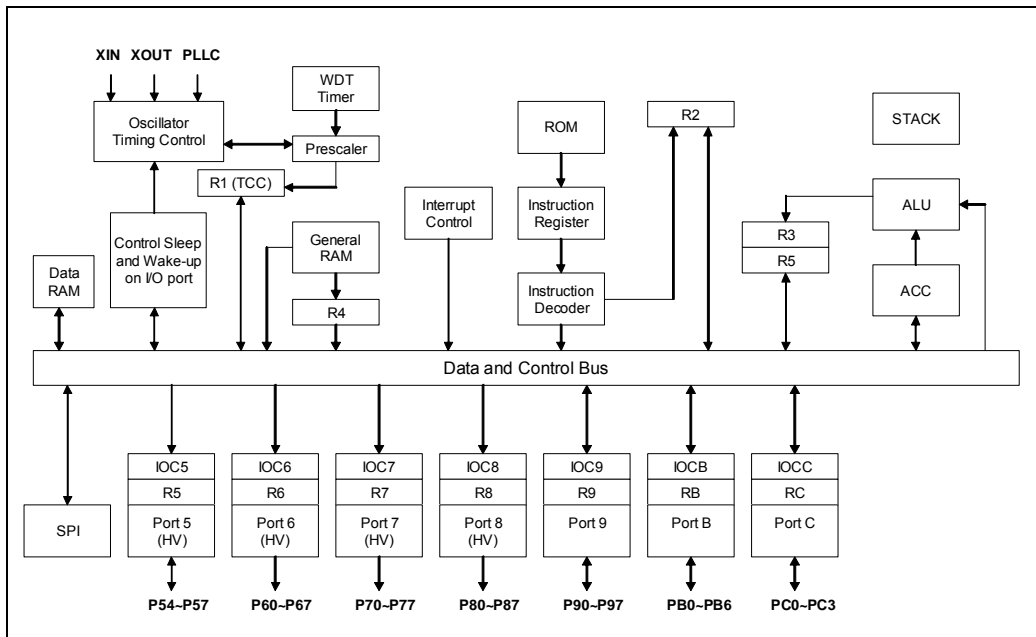 XIN XOUT PLLC
WDT
Timer
Oscillator
Timing Control
Prescaler
R1 (TCC)
ROM
R2
STACK
Control Sleep
and Wake-up
on I/O port
General
RAM
Interrupt
Control
Instruction
Register
ALU
R3
R5
Data
RAM
R4
Instruction
Decoder
ACC
Data and Control Bus
SPI
IOC5
R5
Port 5
(HV)
P54~P57
IOC6
R6
Port 6
(HV)
P60~P67
IOC7
R7
Port 7
(HV)
P70~P77
IOC8
R8
Port 8
(HV)
P80~P87
IOC9
R9
Port 9
P90~P97
IOCB
RB
Port B
PB0~PB6
IOCC
RC
Port C
PC0~PC3